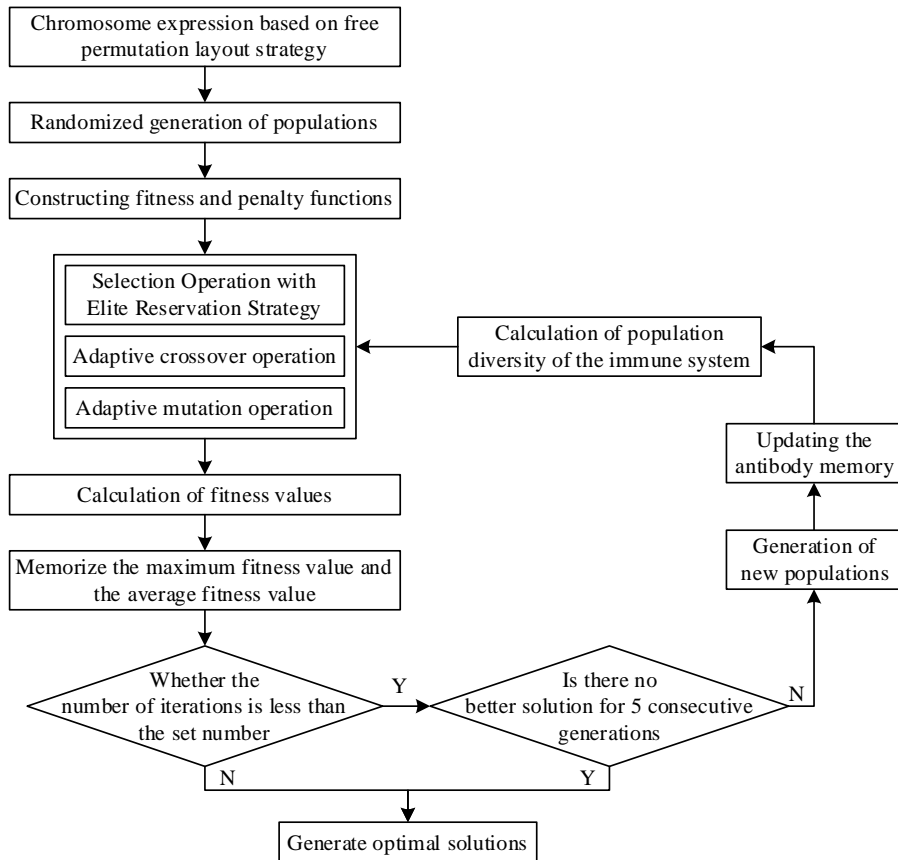 Chromosome expression based on free
permutation layout strategy
Randomized generation of populations
Constructing fitness and penalty functions
Selection Operation with
Elite Reservation Strategy
Adaptive crossover operation
Adaptive mutation operation
Calculation of fitness values
Memorize the maximum fitness value and
the average fitness value
Whether the
number of iterations is less than
the set number
Y
N
Is there no
better solution for 5 consecutive
generations
N
Y
Generation of
new populations
Updating the
antibody memory
Calculation of population
diversity of the immune system
Generate optimal solutions